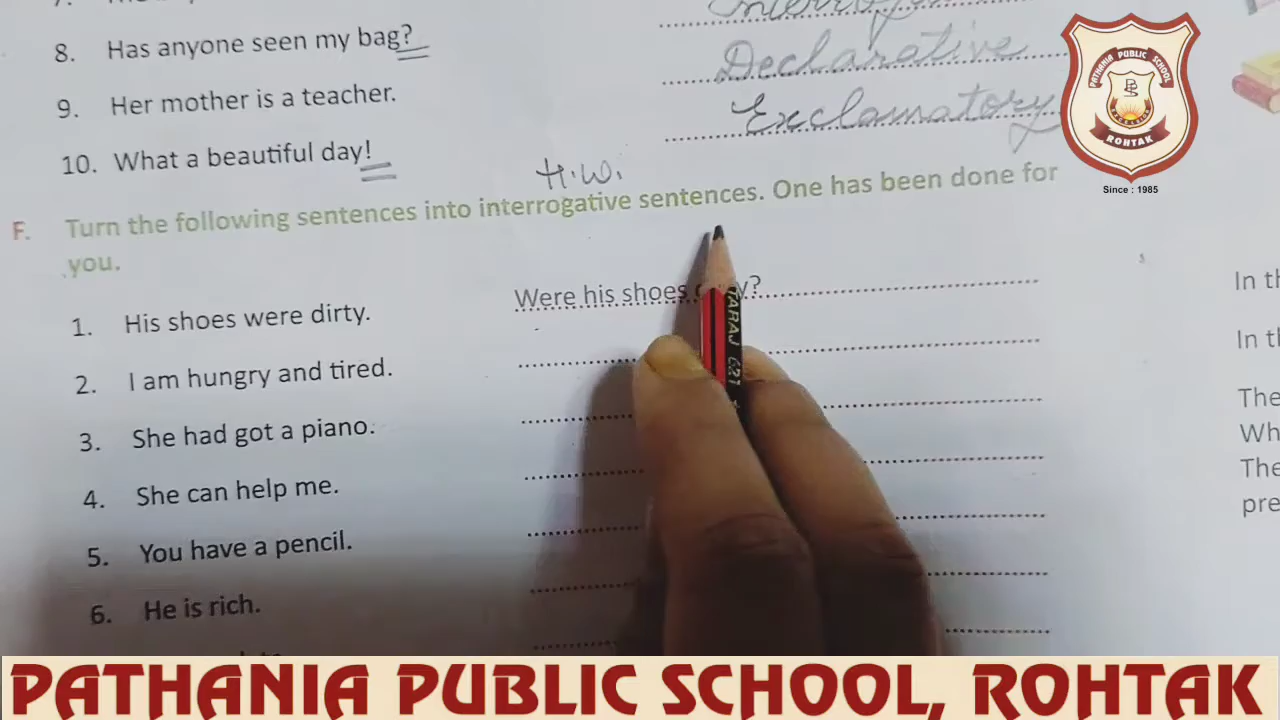 8. Has anyone seen my bag?
Declarative
9. Her mother is a teacher.
Exclamatory
10. What a beautiful day!
H.W.
F. Turn the following sentences into interrogative sentences. One has been done for
you.
1. His shoes were dirty. Were his shoes
2. I am hungry and tired.
3. She had got a piano.
4. She can help me.
5. You have a pencil.
6. He is rich.
In th
In th
The
Wh
The
pre
PATHANIA PUBLIC SCHOOL
PPS
ROHTAK
Since : 1985
PATHANIA PUBLIC SCHOOL, ROHTAK